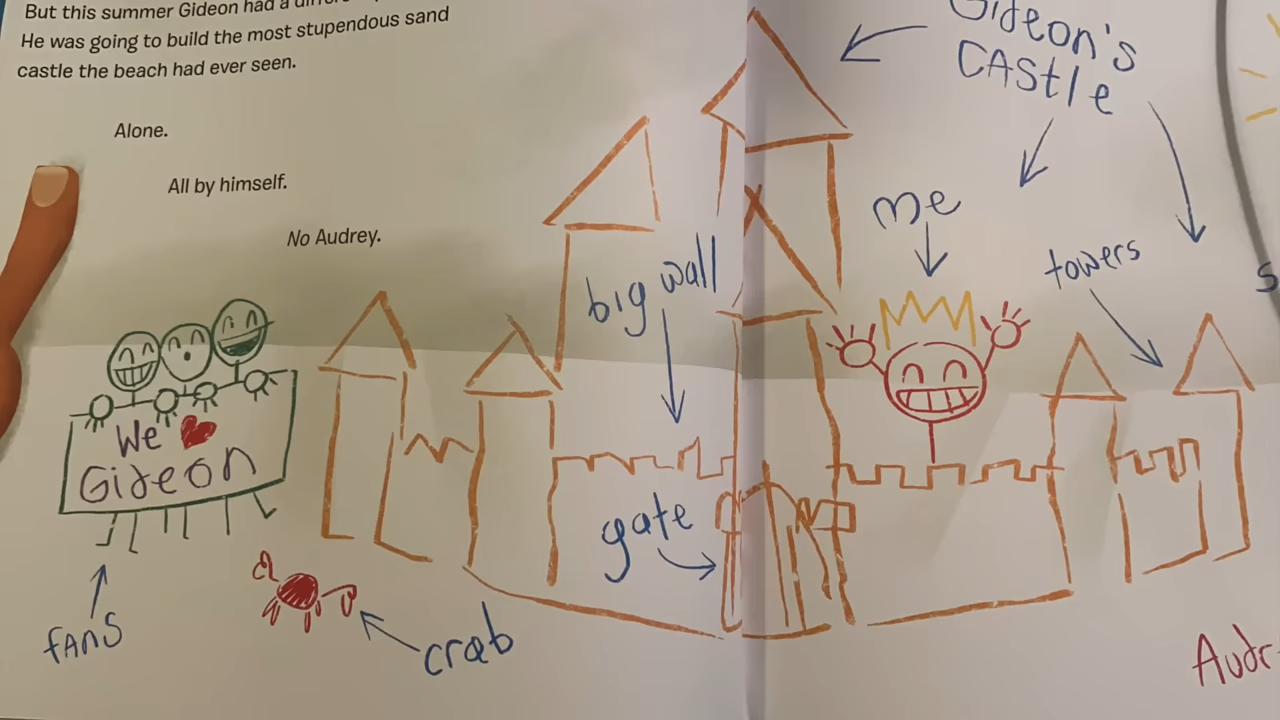 But this summer Gideon had a
He was going to build the most stupendous sand
castle the beach had ever seen.
Alone.
All by himself.
No Audrey.
Gideon's
CAStle
me
towers
big wall
gate
We
Gideon
fans
crab